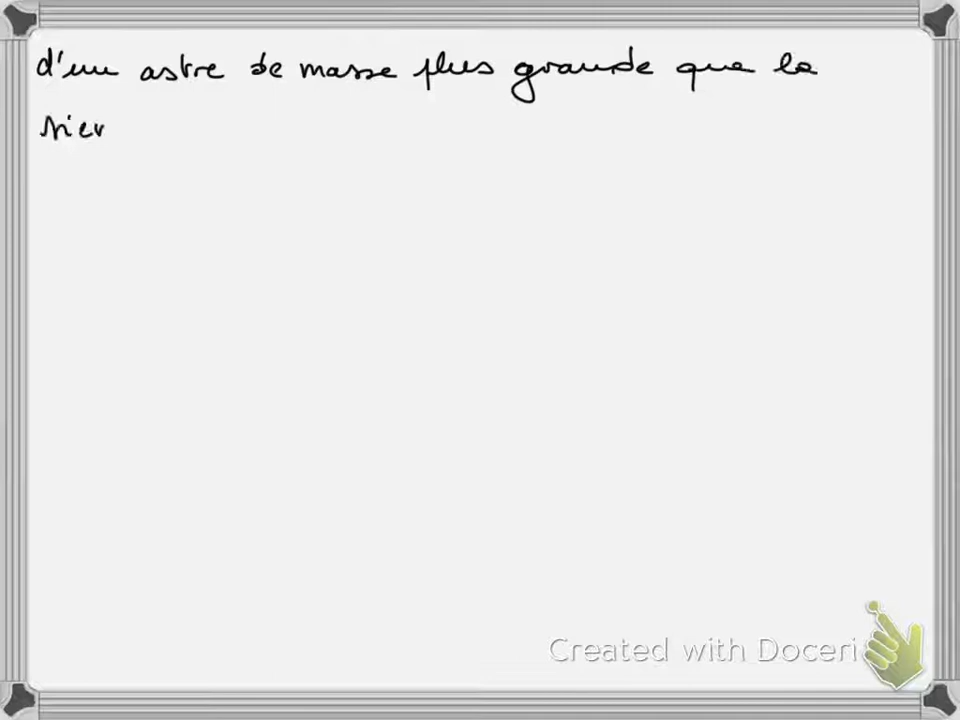 d'un astre de masse plus grande que la
sien
Created with Doceri